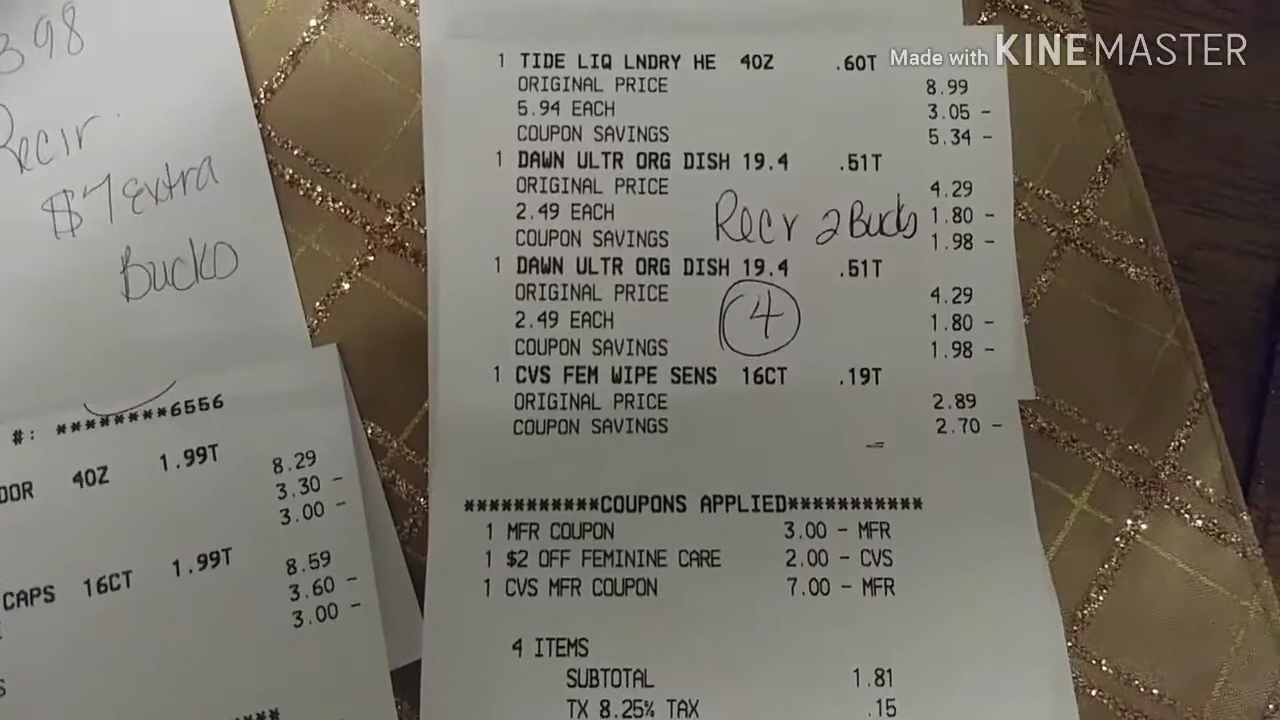 398
Recir.
$7 Extra
Bucks
#: ********6556
DOR 4OZ 1.99T
8.29
3.30 -
3.00 -
CAPS 16CT 1.99T
8.59
3.60 -
3.00 -
Made with KINEMASTER
1 TIDE LIQ LNDRY HE 4OZ .60T
ORIGINAL PRICE 8.99
5.94 EACH 3.05 -
COUPON SAVINGS 5.34 -
1 DAWN ULTR ORG DISH 19.4 .51T
ORIGINAL PRICE 4.29
2.49 EACH 1.80 -
COUPON SAVINGS 1.98 -
Recr 2 Bucks
1 DAWN ULTR ORG DISH 19.4 .51T
ORIGINAL PRICE 4.29
2.49 EACH 1.80 -
COUPON SAVINGS 1.98 -
4
1 CVS FEM WIPE SENS 16CT .19T
ORIGINAL PRICE 2.89
COUPON SAVINGS 2.70 -
***********COUPONS APPLIED***********
1 MFR COUPON 3.00 - MFR
1 $2 OFF FEMININE CARE 2.00 - CVS
1 CVS MFR COUPON 7.00 - MFR
4 ITEMS
SUBTOTAL 1.81
TX 8.25% TAX .15